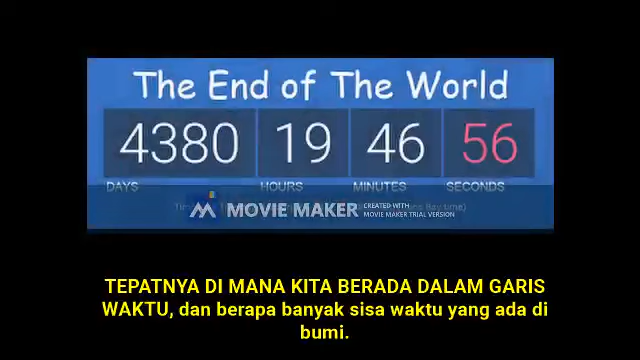 The End of The World
4380 19 46 56
DAYS HOURS MINUTES SECONDS
MOVIE MAKER CREATED WITH
MOVIE MAKER TRIAL VERSION
TEPATNYA DI MANA KITA BERADA DALAM GARIS
WAKTU, dan berapa banyak sisa waktu yang ada di
bumi.